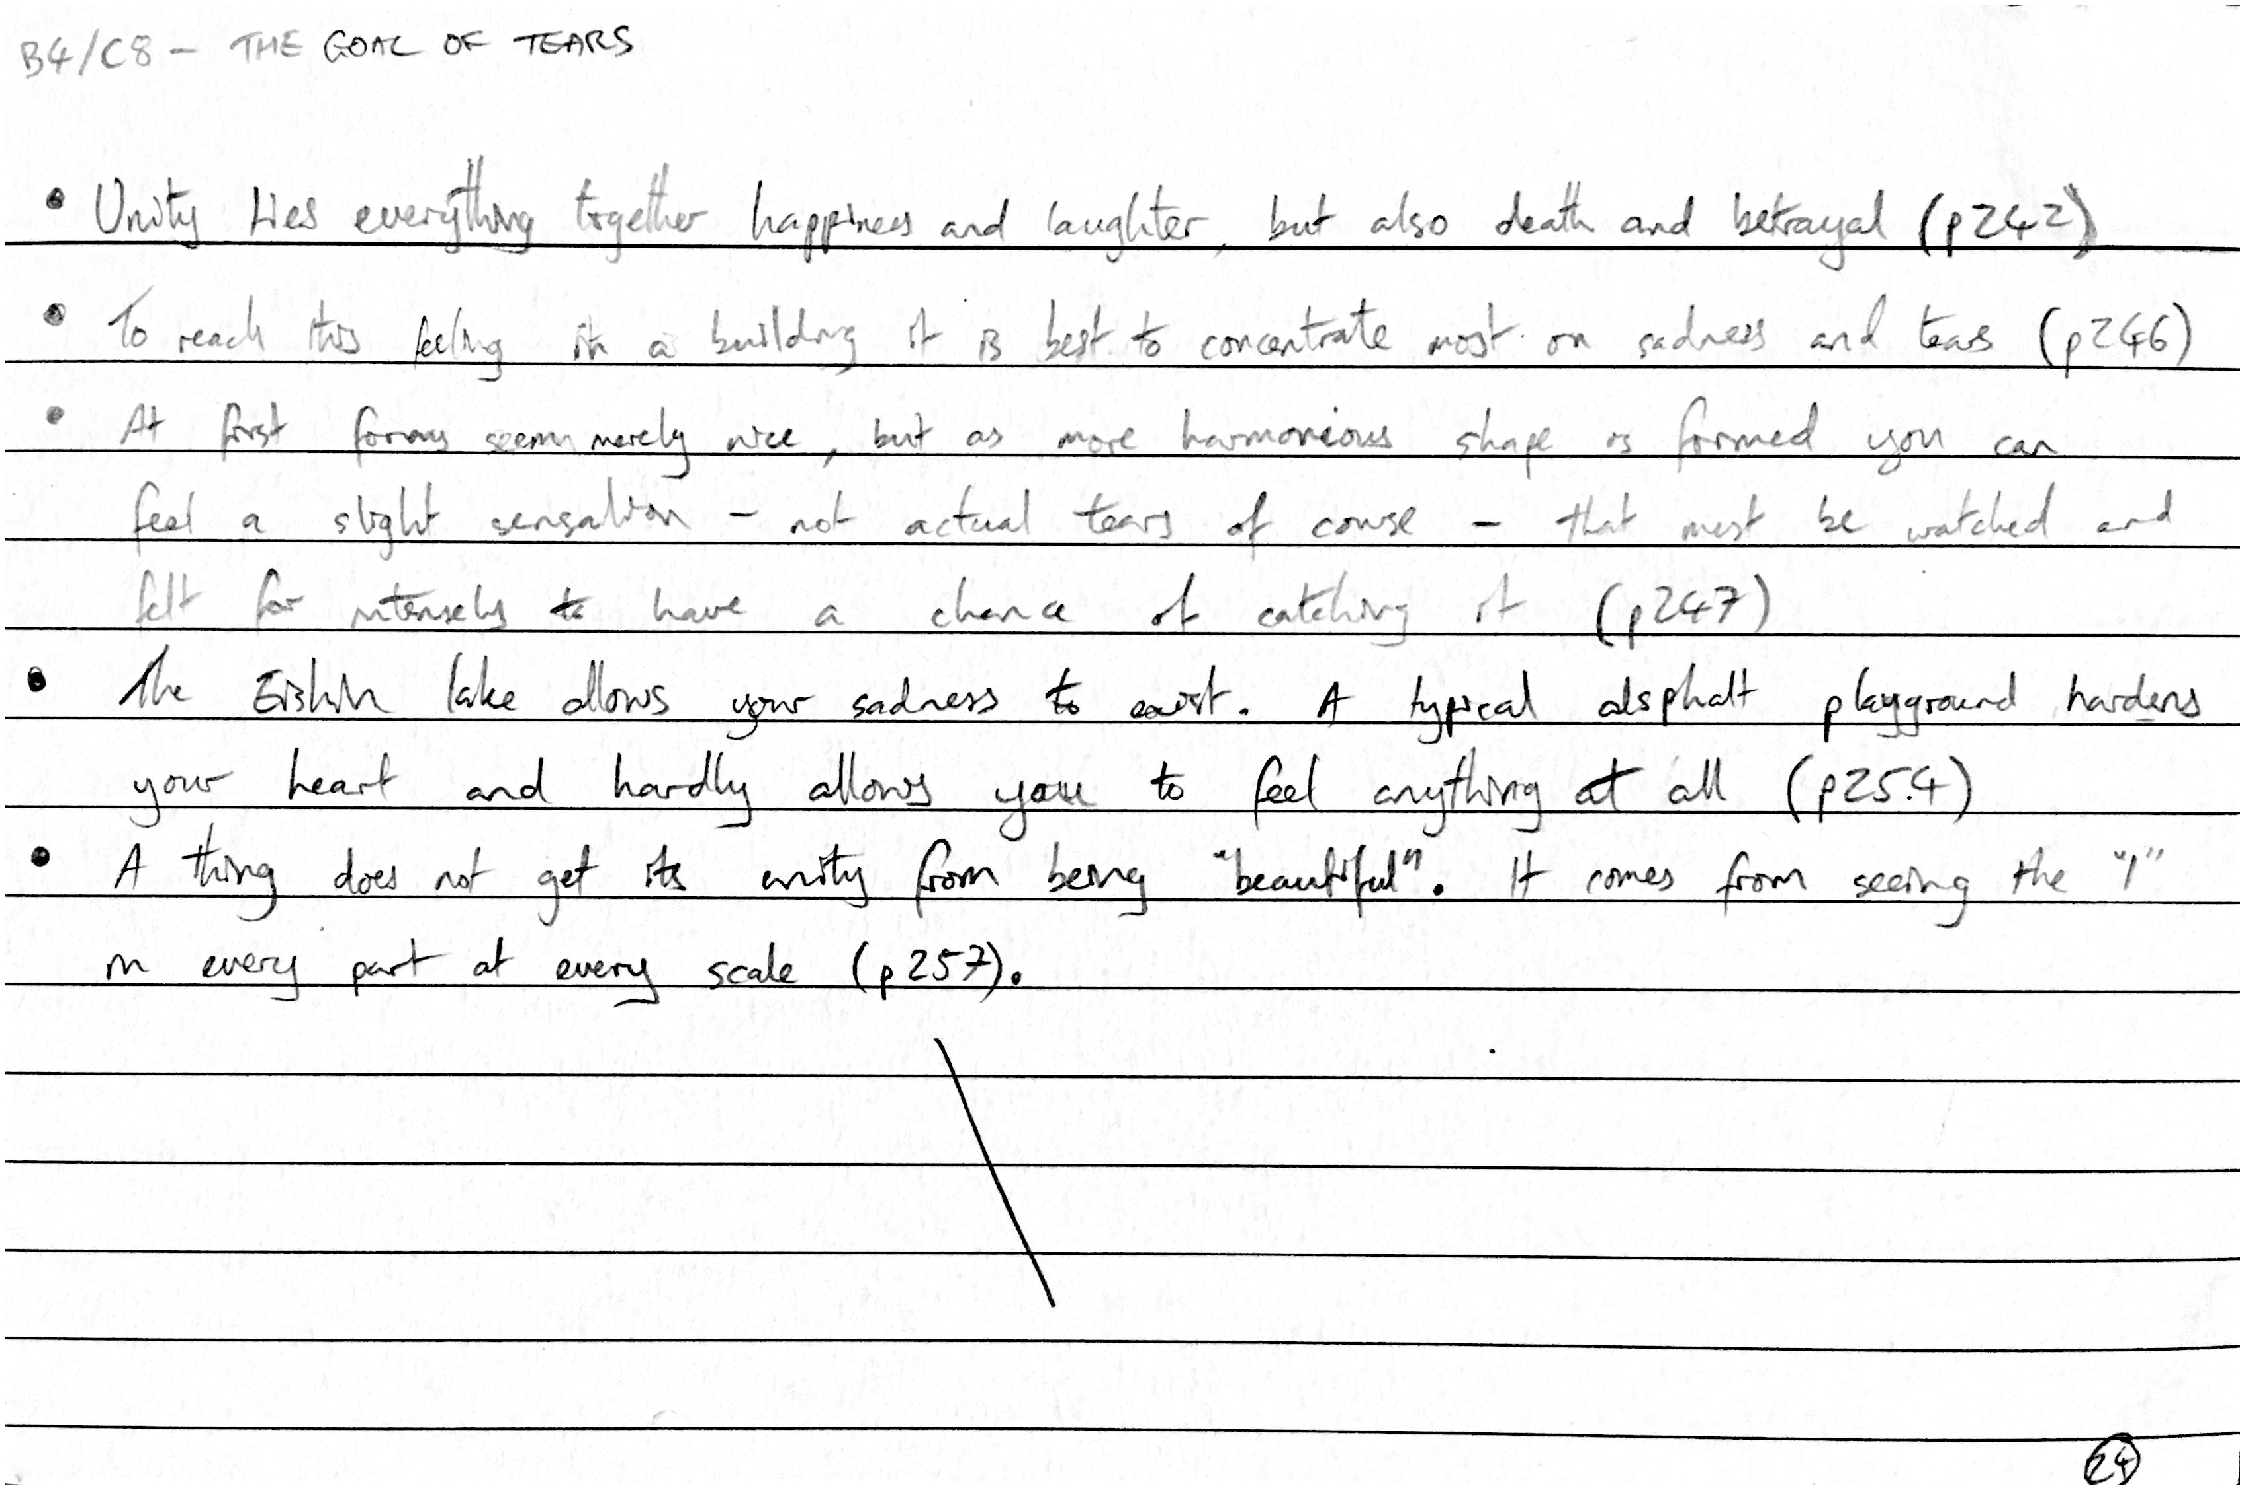 B4/C8 - THE GOAL OF TEARS
• Unity ties everything together happiness and laughter, but also death and betrayal (p242)
• To reach this feeling in a building it is best to concentrate most on sadness and tears (p246)
• At first forms seem merely nice, but as more harmonious shape is formed you can
feel a slight sensation - not actual tears of course - that must be watched and
felt for intensely to have a chance of catching it (p247)
• The Eishin lake allows your sadness to exist. A typical alsphalt playground hardens
your heart and hardly allows you to feel anything at all (p254)
• A thing does not get its unity from being "beautiful". It comes from seeing the "I"
in every part at every scale (p257).
24